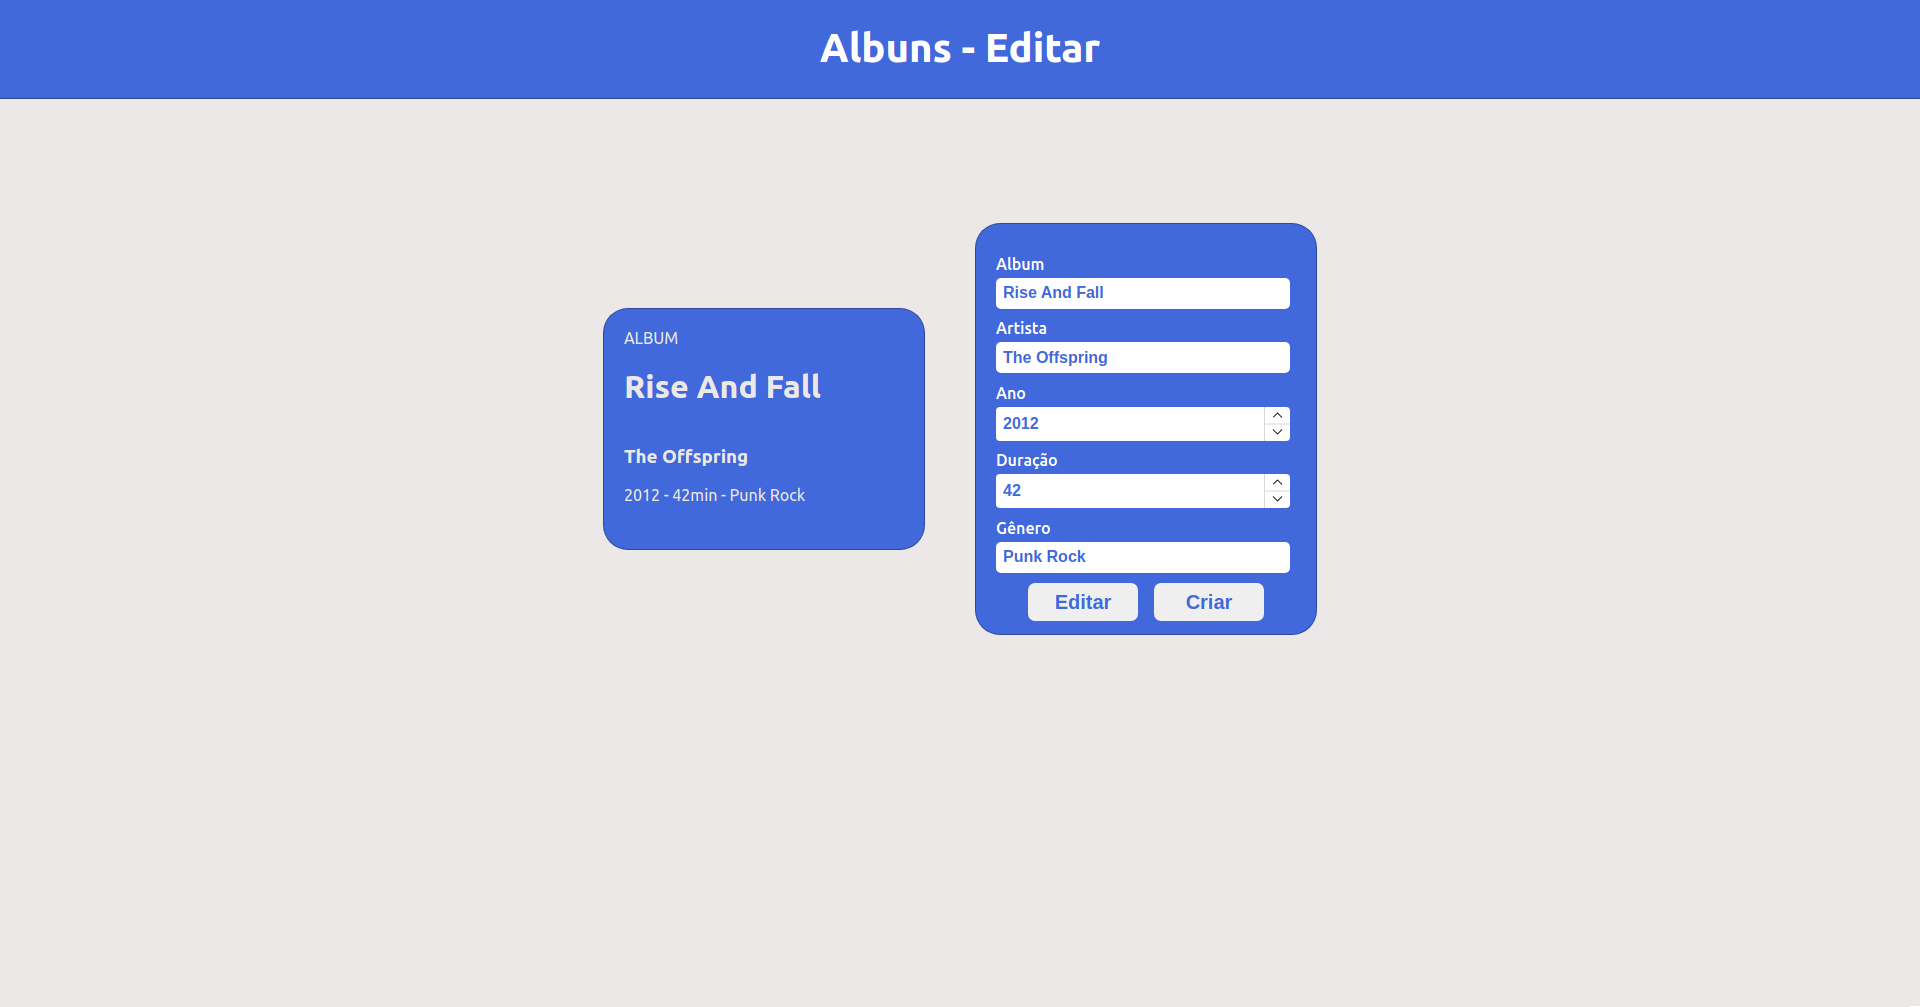 Albuns - Editar
ALBUM
Rise And Fall
The Offspring
2012 - 42min - Punk Rock
Album
Rise And Fall
Artista
The Offspring
Ano
2012
Duração
42
Gênero
Punk Rock
Editar Criar